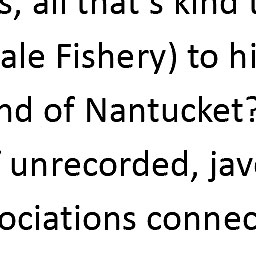 s, all that's kind
ale Fishery) to hi
nd of Nantucket?
unrecorded, jav
ociations connec